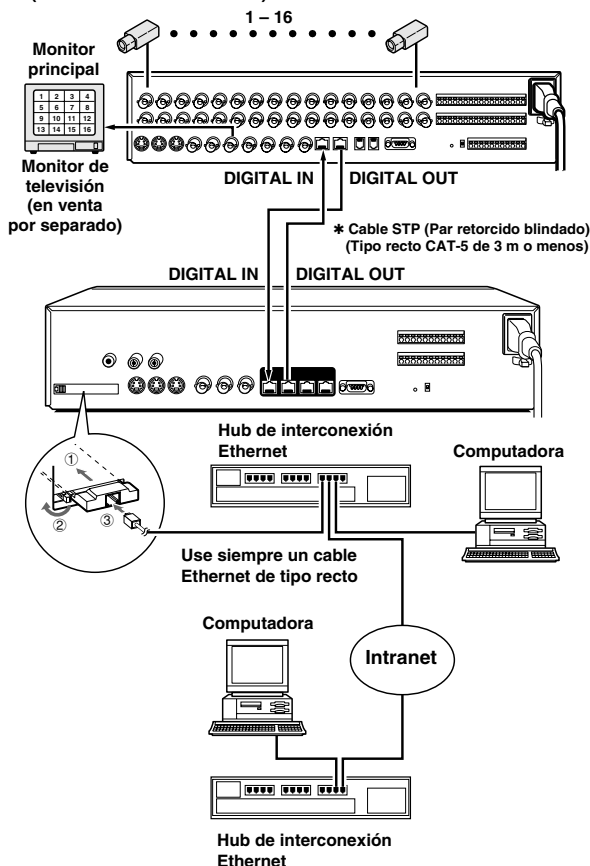 1 – 16
Monitor
principal
1 2 3 4
5 6 7 8
9 10 11 12
13 14 15 16
Monitor de
televisión
(en venta
por separado)
DIGITAL IN DIGITAL OUT
✱ Cable STP (Par retorcido blindado)
(Tipo recto CAT-5 de 3 m o menos)
DIGITAL IN DIGITAL OUT
Hub de interconexión
Ethernet
Computadora
①
②
③
Use siempre un cable
Ethernet de tipo recto
Computadora
Intranet
Hub de interconexión
Ethernet